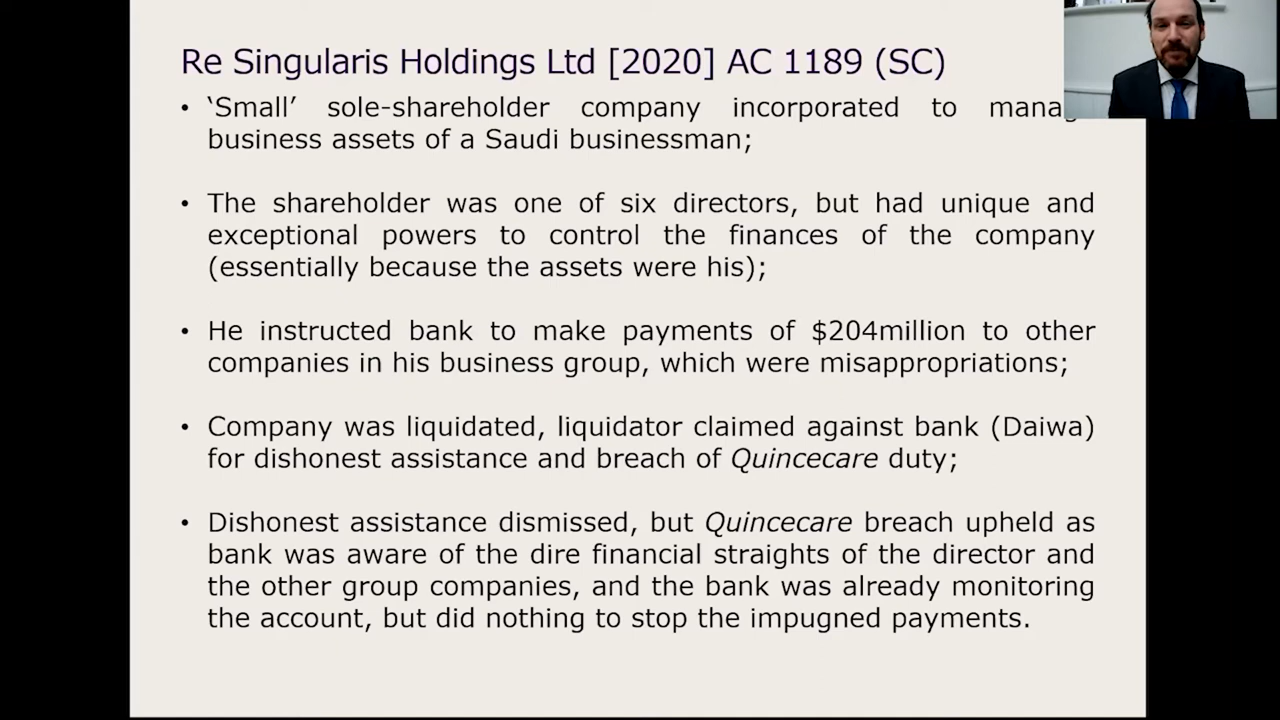 Re Singularis Holdings Ltd [2020] AC 1189 (SC)
• ‘Small’ sole-shareholder company incorporated to
business assets of a Saudi businessman;
• The shareholder was one of six directors, but had unique and
exceptional powers to control the finances of the company
(essentially because the assets were his);
• He instructed bank to make payments of $204million to other
companies in his business group, which were misappropriations;
• Company was liquidated, liquidator claimed against bank (Daiwa)
for dishonest assistance and breach of Quincecare duty;
• Dishonest assistance dismissed, but Quincecare breach upheld as
bank was aware of the dire financial straights of the director and
the other group companies, and the bank was already monitoring
the account, but did nothing to stop the impugned payments.